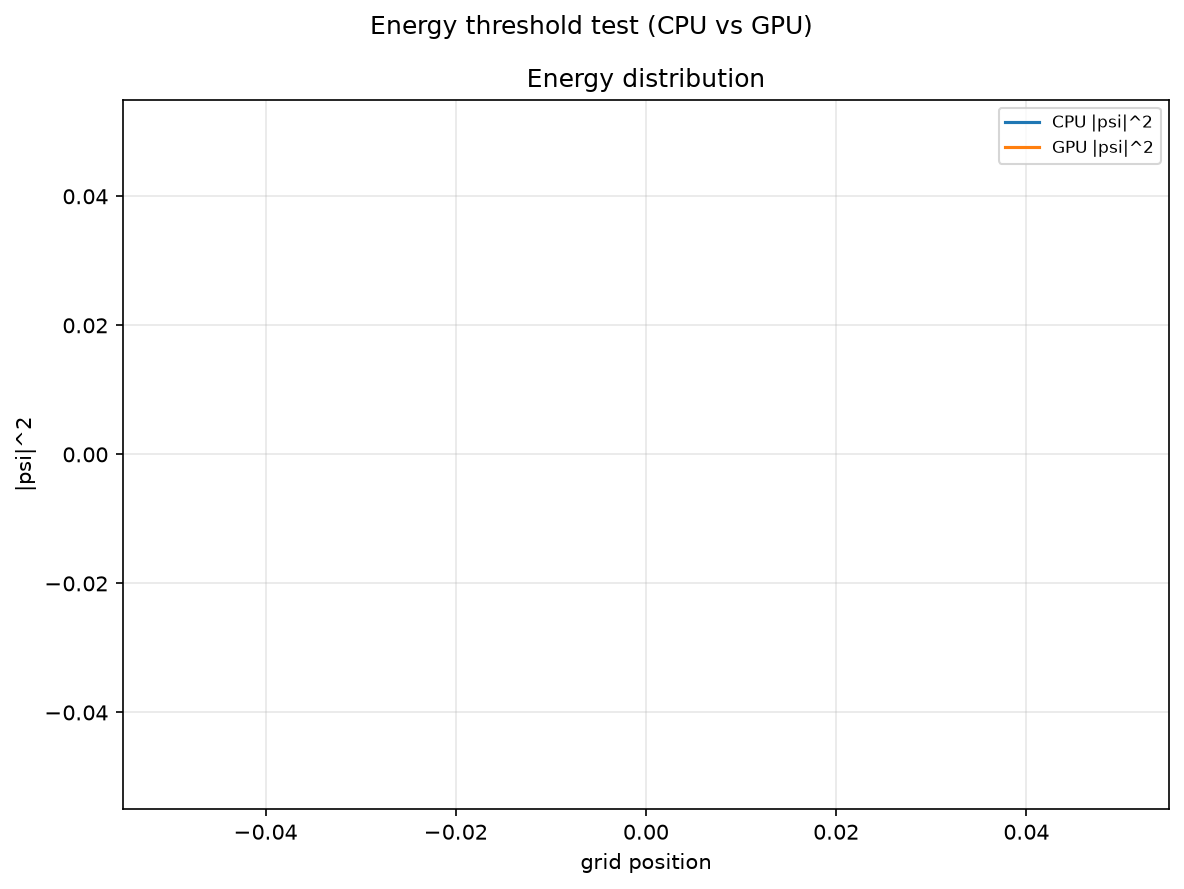 Energy threshold test (CPU vs GPU)
Energy distribution
CPU |psi|^2
GPU |psi|^2
0.04
0.02
0.00
−0.02
−0.04
|psi|^2
−0.04 −0.02 0.00 0.02 0.04
grid position